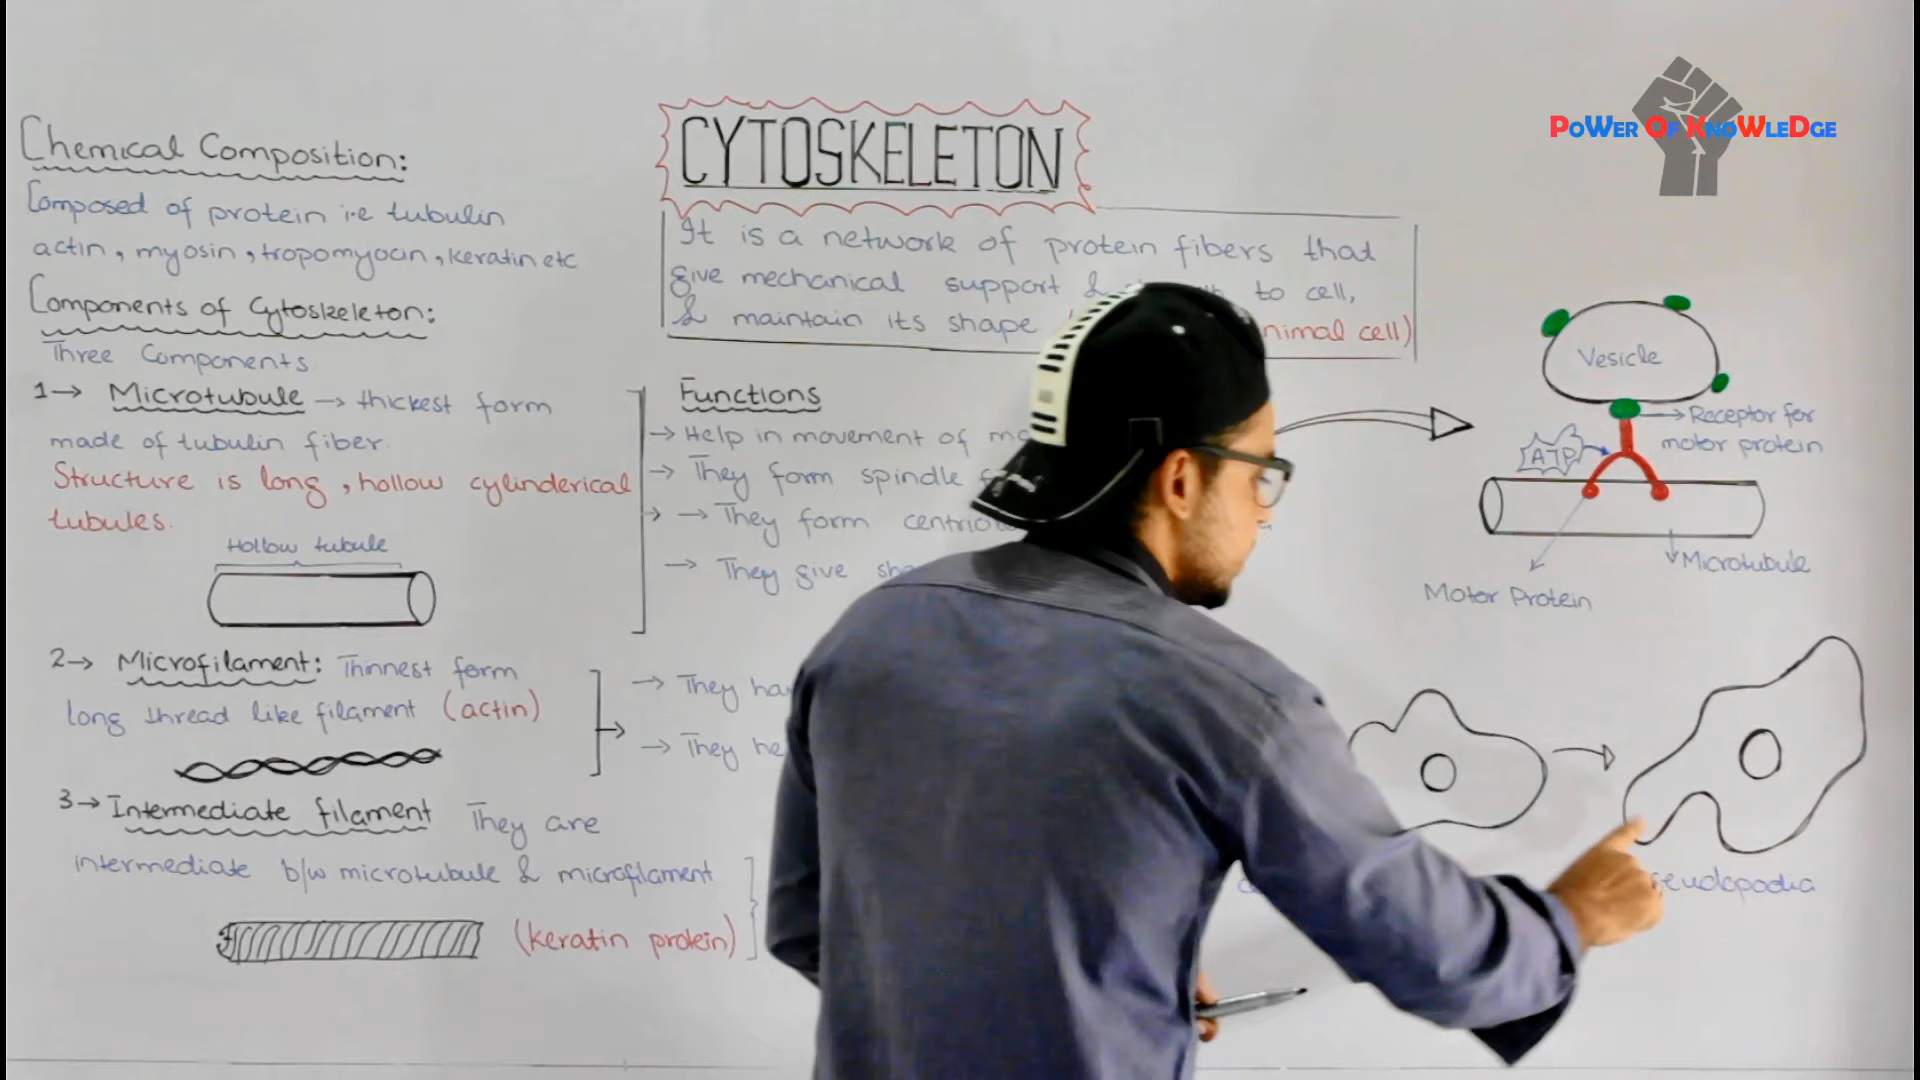 PoWer Of KnoWleDge
CYTOSKELETON
It is a network of protein fibers that
give mechanical support & to cell,
& maintain its shape nimal cell)
Chemical Composition:
Composed of protein i.e tubulin
actin, myosin, tropomyocin, keratin etc
Components of Cytoskeleton:
Three Components.
1→ Microtubule → thickest form
made of tubulin fiber.
Structure is long, hollow cylinderical
tubules.
Hollow tubule
2→ Microfilament: Thinnest form
long thread like filament (actin)
3→ Intermediate filament They are
intermediate b/w microtubule & microfilament
(keratin protein)
Functions
→ Help in movement of
→ They form spindle
→ → They form
→ They give
→ They
→ They
Vesicle
→ Receptor for
motor protein
ATP
Microtubule
Motor Protein
seudopodia